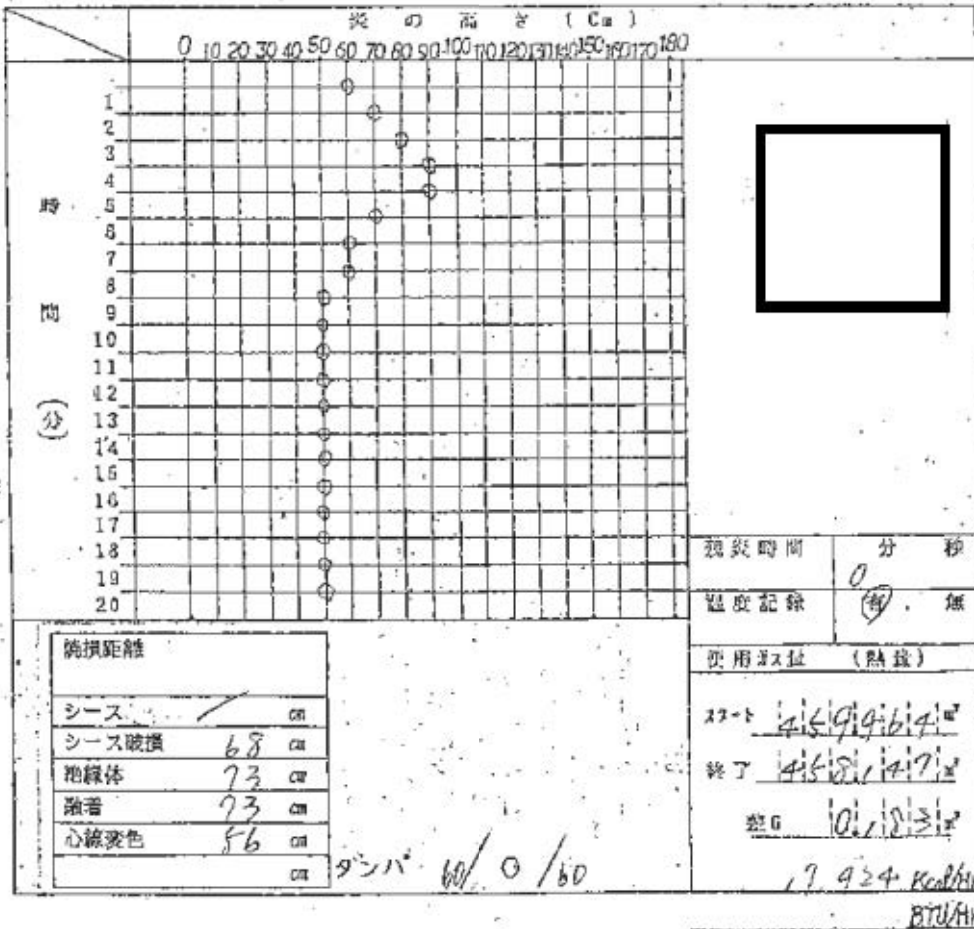 炎の高さ (Cm)
0 10 20 30 40 50 60 70 80 90 100 110 120 130 140 150 160 170 180
時間(分)
1
2
3
4
5
6
7
8
9
10
11
12
13
14
15
16
17
18
19
20
残炎時間 分 秒
0
温度記録 有 . 無
焼損距離
使用ガス量 (熱量)
シース / cm
シース破損 68 cm
絶縁体 73 cm
融着 73 cm
心線変色 56 cm
cm
スタート m³
終了 m³
0.83 m³
ダンパ 60/ 0 /60
Kcal/H
BTU/H